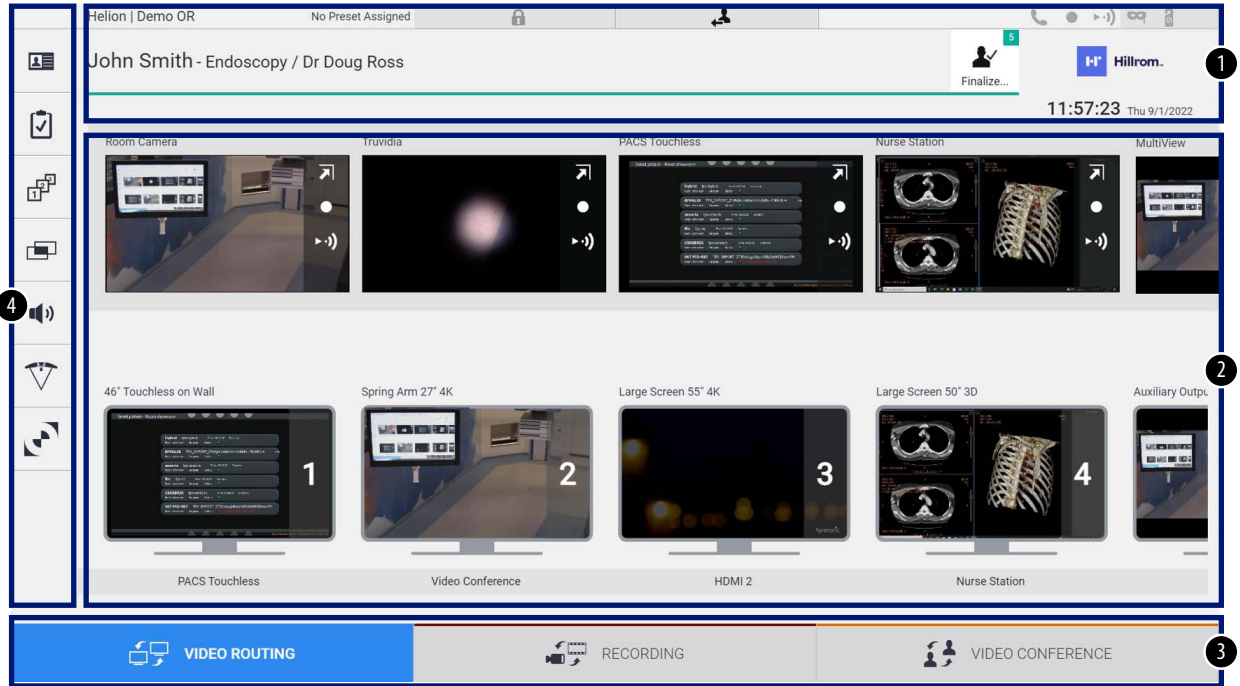 Helion | Demo OR No Preset Assigned
John Smith - Endoscopy / Dr Doug Ross
5
Finalize...
H·r Hillrom™
1
11:57:23 Thu 9/1/2022
Room Camera Truvidia PACS Touchless Nurse Station MultiView
4
2
46" Touchless on Wall Spring Arm 27" 4K Large Screen 55" 4K Large Screen 50" 3D Auxiliary Outpu
1 2 3 4
PACS Touchless Video Conference HDMI 2 Nurse Station
VIDEO ROUTING RECORDING VIDEO CONFERENCE
3